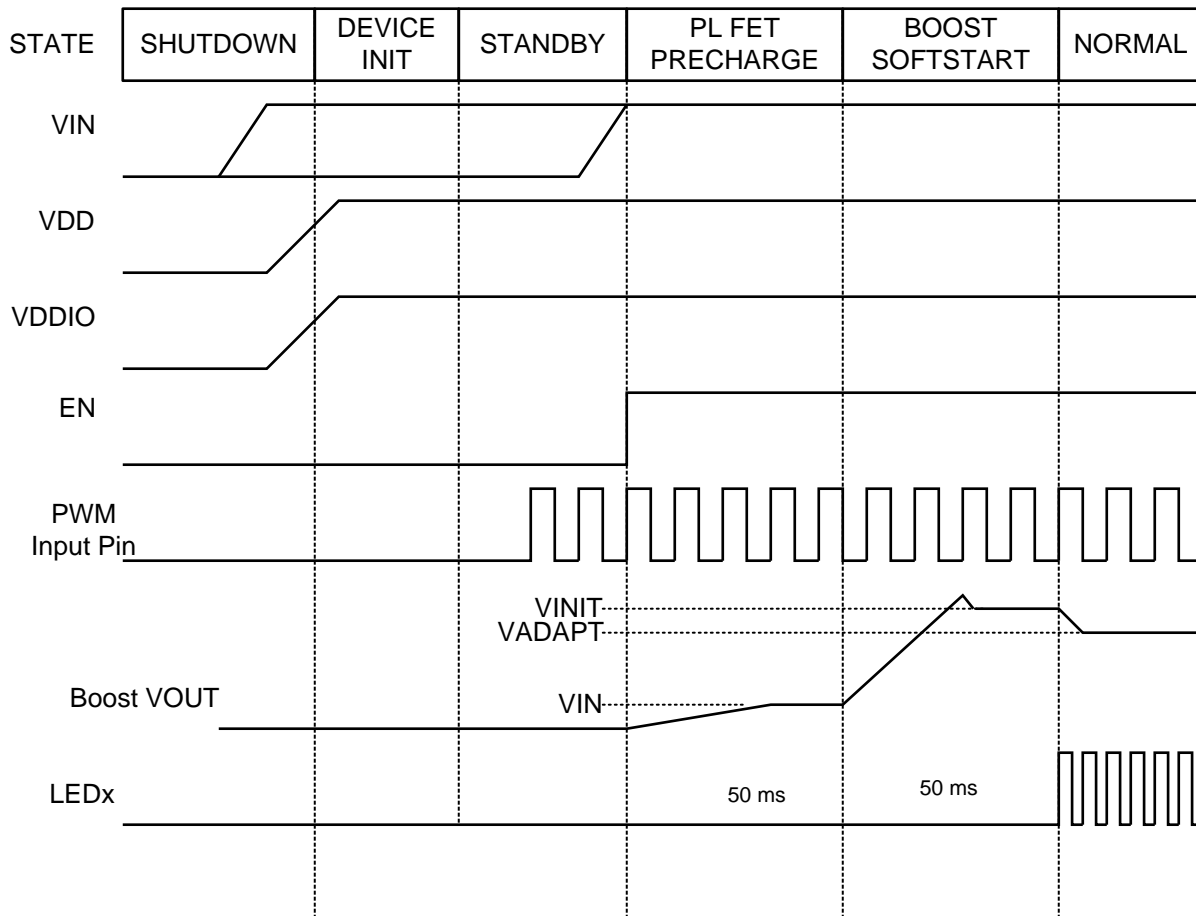 STATE
SHUTDOWN
DEVICE
INIT
STANDBY
PL FET
PRECHARGE
BOOST
SOFTSTART
NORMAL
VIN
VDD
VDDIO
EN
PWM
Input Pin
VINIT
VADAPT
Boost VOUT
VIN
LEDx
50 ms
50 ms